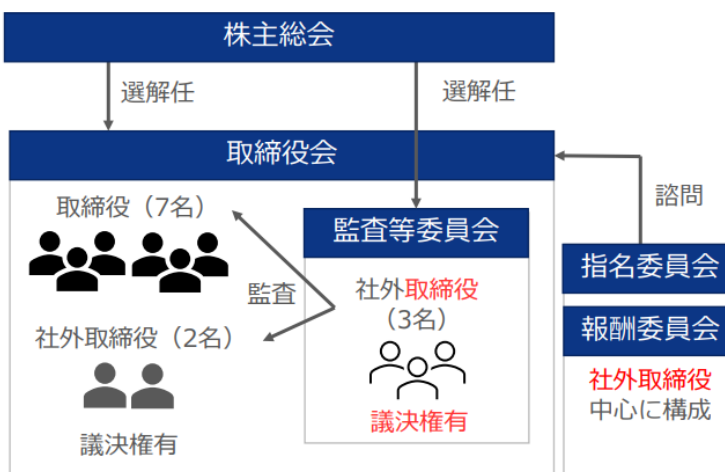 株主総会
選解任
選解任
取締役会
取締役（7名）
監査等委員会
諮問
指名委員会
監査
社外取締役
（3名）
報酬委員会
社外取締役（2名）
社外取締役
中心に構成
議決権有
議決権有